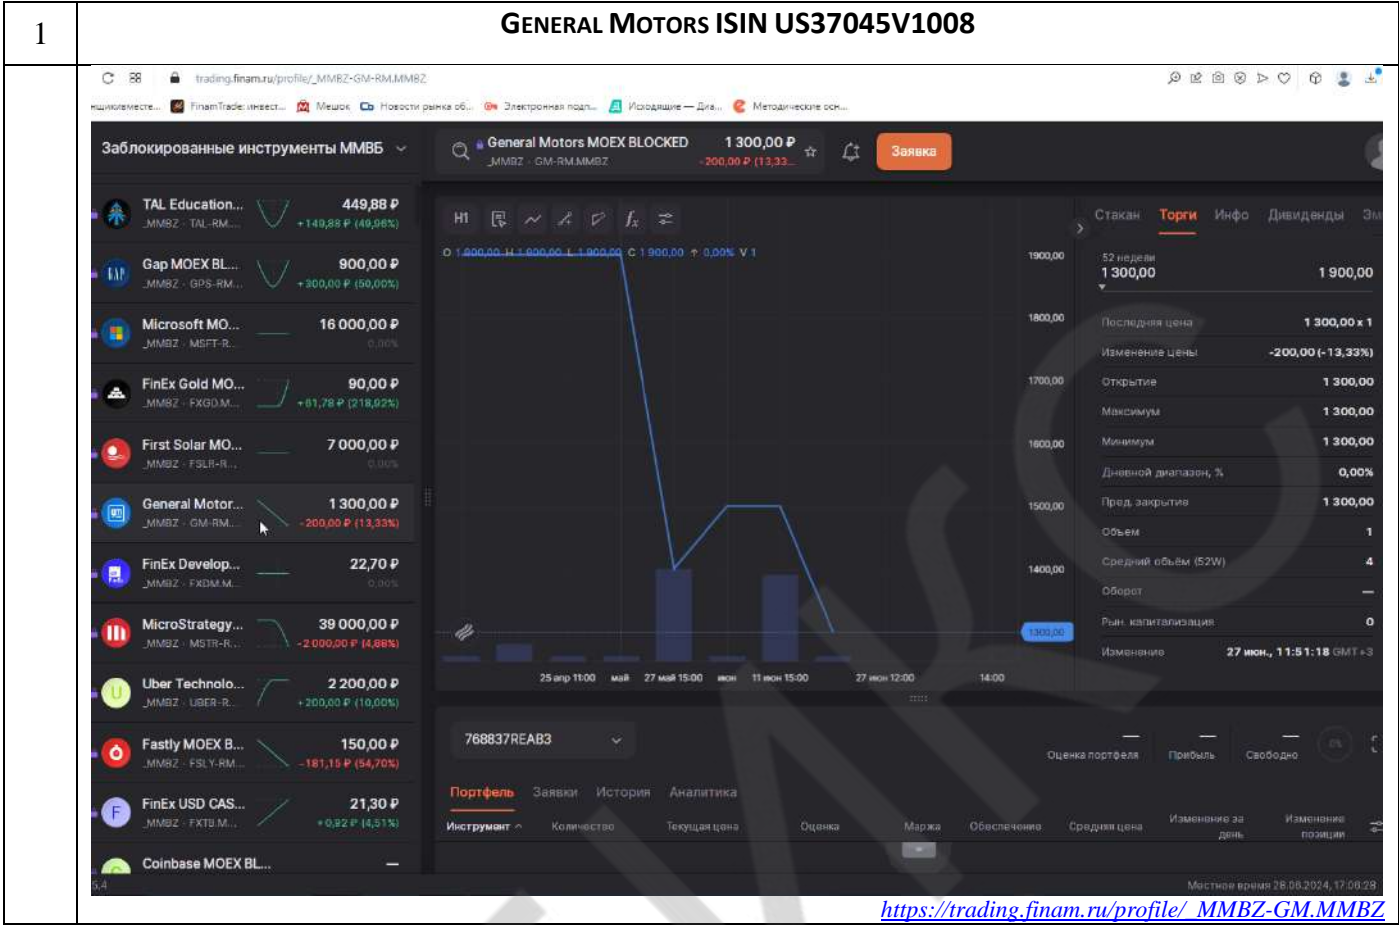 1
GENERAL MOTORS ISIN US37045V1008
trading.finam.ru/profile/_MMBZ-GM-RM.MMBZ
нщиквместе... FinamTrade: инвест... Мешок Новости рынка об... Электронная подп... Исходящие — Диа... Методические осн...
Заблокированные инструменты ММВБ
General Motors MOEX BLOCKED 1 300,00 ₽
_MMBZ · GM-RM.MMBZ -200,00 ₽ (13,33...
Заявка
TAL Education... 449,88 ₽
_MMBZ · TAL-RM.... +149,88 ₽ (49,96%)
Gap MOEX BL... 900,00 ₽
_MMBZ · GPS-RM.... +300,00 ₽ (50,00%)
Microsoft MO... 16 000,00 ₽
_MMBZ · MSFT-R... 0,00%
FinEx Gold MO... 90,00 ₽
_MMBZ · FXGD.M... +61,78 ₽ (218,92%)
First Solar MO... 7 000,00 ₽
_MMBZ · FSLR-R... 0,00%
General Motor... 1 300,00 ₽
_MMBZ · GM-RM.... -200,00 ₽ (13,33%)
FinEx Develop... 22,70 ₽
_MMBZ · FXDM.M... 0,00%
MicroStrategy... 39 000,00 ₽
_MMBZ · MSTR-R... -2 000,00 ₽ (4,88%)
Uber Technolo... 2 200,00 ₽
_MMBZ · UBER-R... +200,00 ₽ (10,00%)
Fastly MOEX B... 150,00 ₽
_MMBZ · FSLY-RM... -181,15 ₽ (54,70%)
FinEx USD CAS... 21,30 ₽
_MMBZ · FXTB.M... +0,92 ₽ (4,51%)
Coinbase MOEX BL... —
5.4
H1
O 1 900,00 H 1 900,00 L 1 900,00 C 1 900,00 ↑ 0,00% V 1
1900,00
1800,00
1700,00
1600,00
1500,00
1400,00
1300,00
25 апр 11:00 май 27 май 15:00 июн 11 июн 15:00 27 июн 12:00 14:00
Стакан Торги Инфо Дивиденды Эм
52 недели
1 300,00 1 900,00
Последняя цена 1 300,00 x 1
Изменение цены -200,00 (-13,33%)
Открытие 1 300,00
Максимум 1 300,00
Минимум 1 300,00
Дневной диапазон, % 0,00%
Пред. закрытие 1 300,00
Объем 1
Средний объём (52W) 4
Оборот —
Рын. капитализация 0
Изменение 27 июн., 11:51:18 GMT+3
768837REAB3
Оценка портфеля — Прибыль — Свободно — 0%
Портфель Заявки История Аналитика
Инструмент Количество Текущая цена Оценка Маржа Обеспечение Средняя цена Изменение за день Изменение позиции
Местное время 28.06.2024, 17:06:28
ИМКС
https://trading.finam.ru/profile/_MMBZ-GM.MMBZ